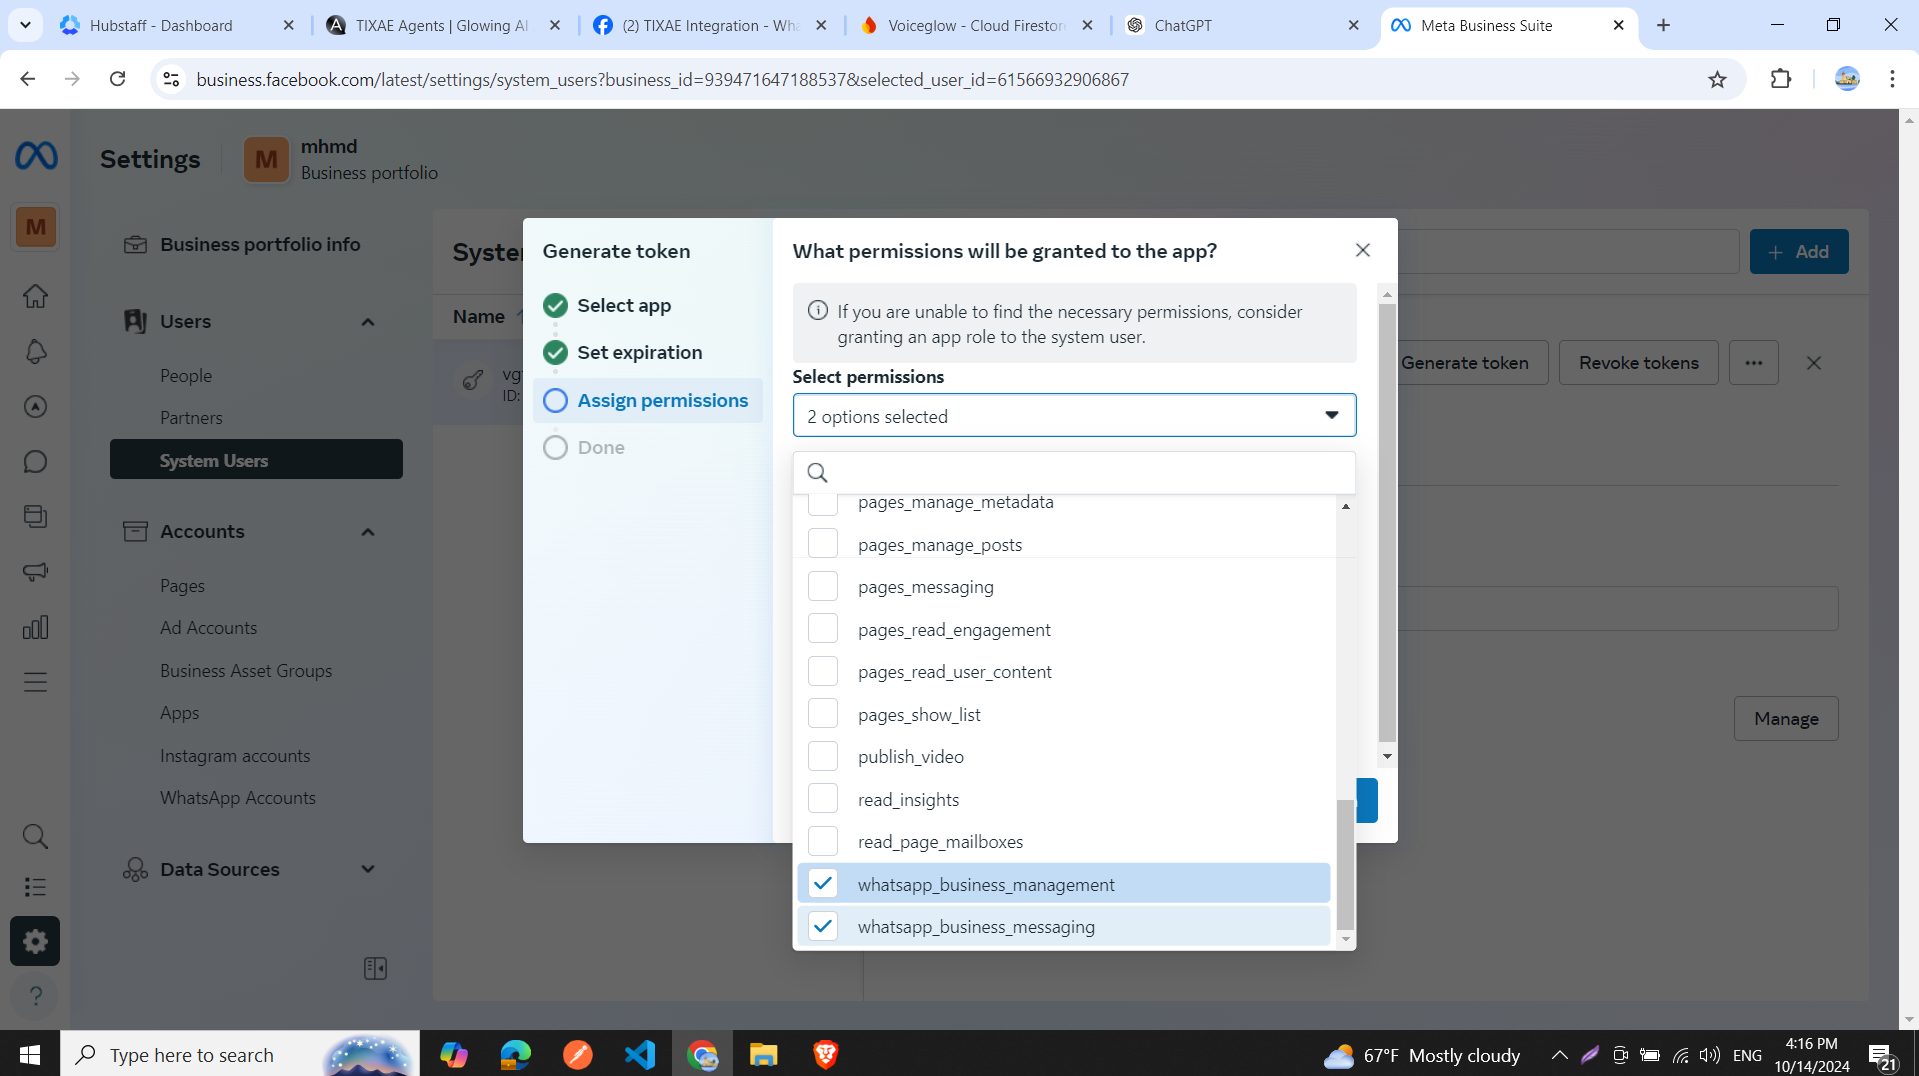 Hubstaff - Dashboard
TIXAE Agents | Glowing AI
(2) TIXAE Integration - Wha
Voiceglow - Cloud Firestore
ChatGPT
Meta Business Suite
business.facebook.com/latest/settings/system_users?business_id=939471647188537&selected_user_id=61566932906867
Settings
M
mhmd
Business portfolio
M
Business portfolio info
Users
People
Partners
System Users
Accounts
Pages
Ad Accounts
Business Asset Groups
Apps
Instagram accounts
WhatsApp Accounts
Data Sources
?
Syste
Name
ID:
+ Add
Generate token
Revoke tokens
Manage
Generate token
Select app
Set expiration
Assign permissions
Done
What permissions will be granted to the app?
If you are unable to find the necessary permissions, consider
granting an app role to the system user.
Select permissions
2 options selected
pages_manage_metadata
pages_manage_posts
pages_messaging
pages_read_engagement
pages_read_user_content
pages_show_list
publish_video
read_insights
read_page_mailboxes
whatsapp_business_management
whatsapp_business_messaging
Type here to search
67°F Mostly cloudy
ENG
4:16 PM
10/14/2024
21